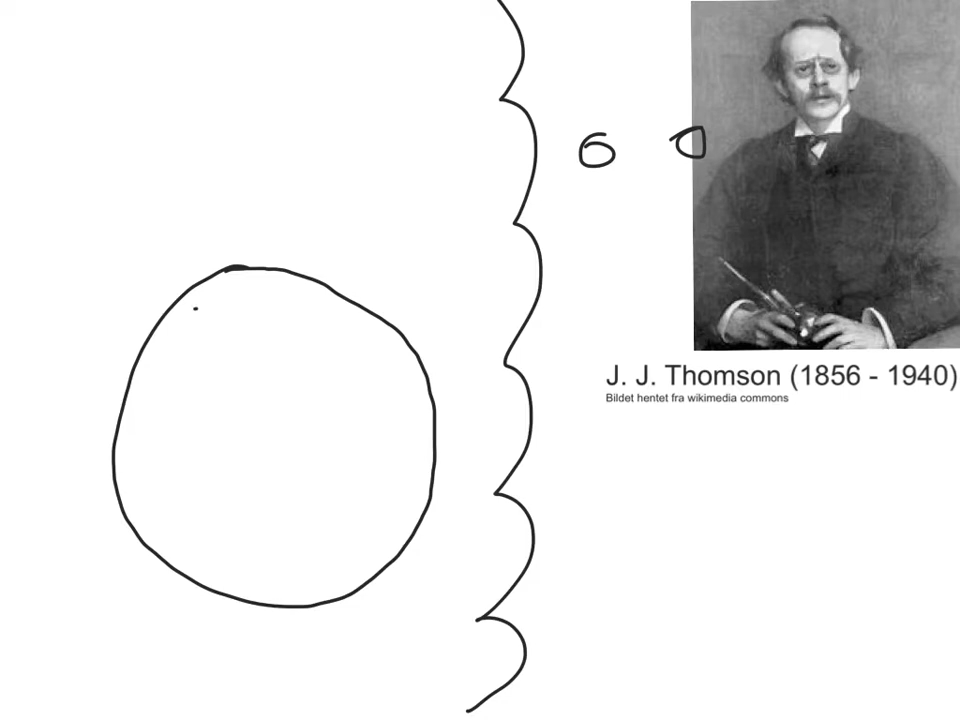 J. J. Thomson (1856 - 1940)
Bildet hentet fra wikimedia commons